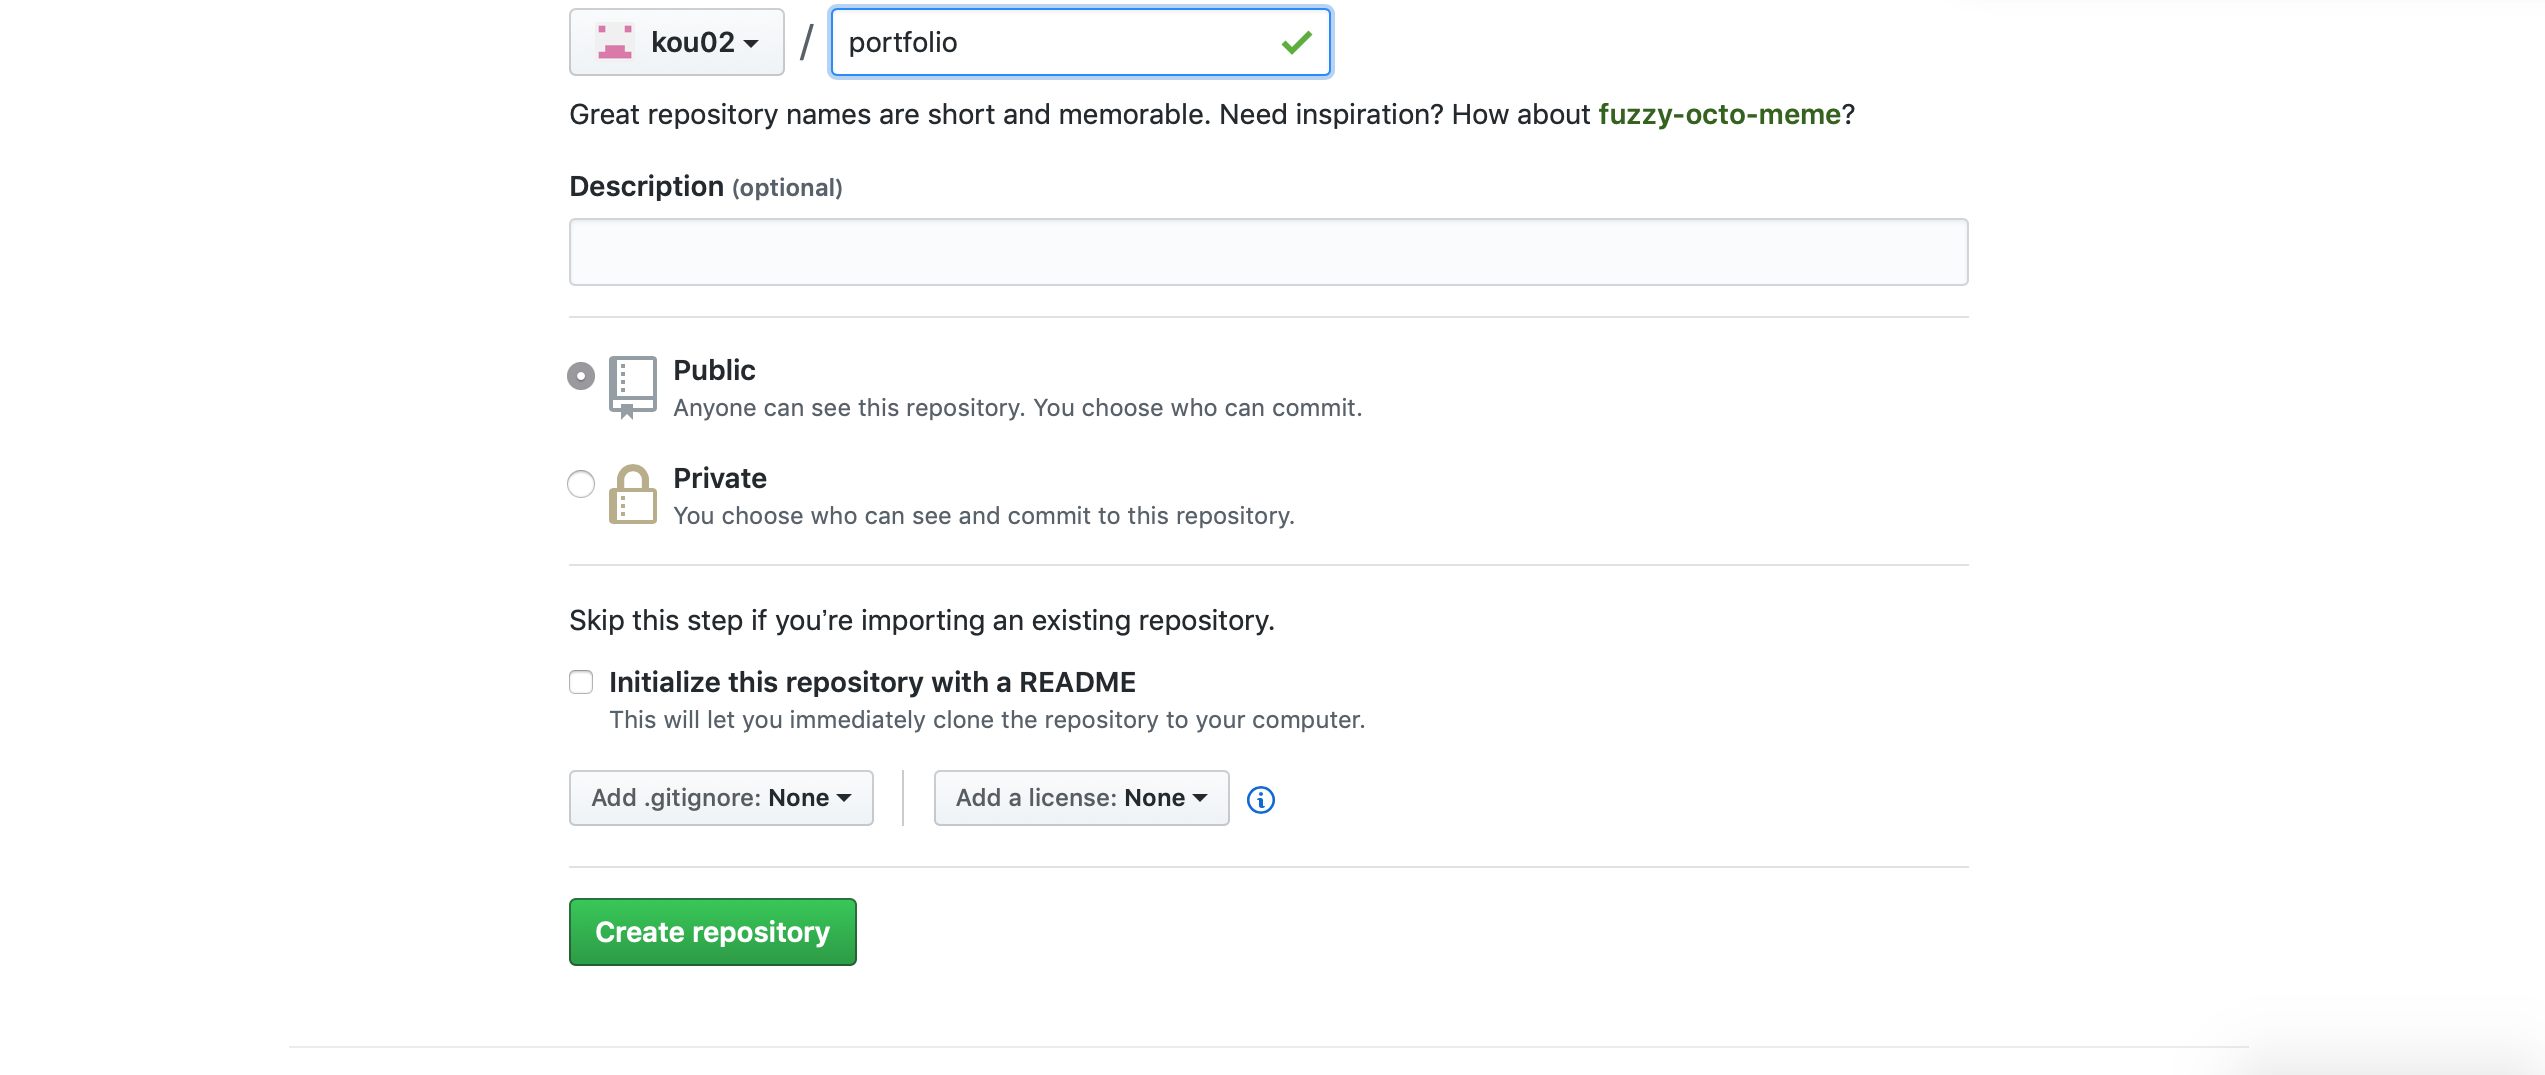 kou02 / portfolio
Great repository names are short and memorable. Need inspiration? How about fuzzy-octo-meme?
Description (optional)
Public
Anyone can see this repository. You choose who can commit.
Private
You choose who can see and commit to this repository.
Skip this step if you’re importing an existing repository.
Initialize this repository with a README
This will let you immediately clone the repository to your computer.
Add .gitignore: None Add a license: None
Create repository